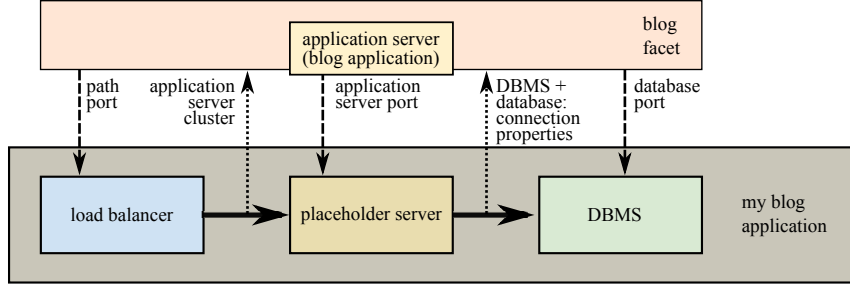 application server
(blog application)
blog
facet
path
port
application
server
cluster
application
server port
DBMS +
database:
connection
properties
database
port
load balancer
placeholder server
DBMS
my blog
application